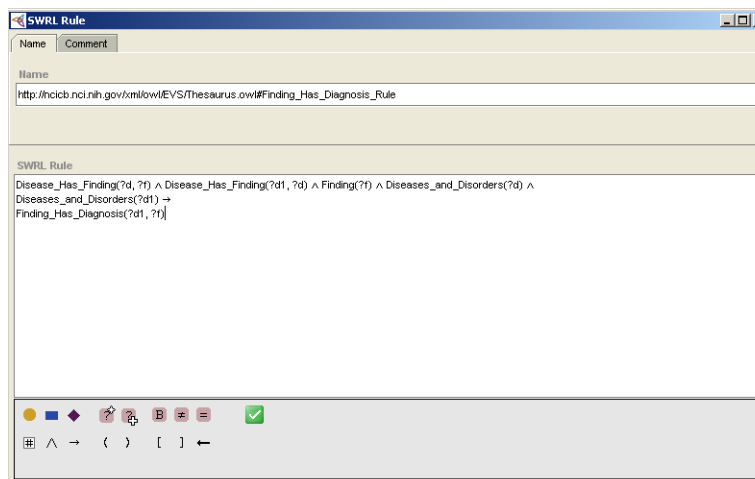 SWRL Rule
Name Comment
Name
http://ncicb.nci.nih.gov/xml/owl/EVS/Thesaurus.owl#Finding_Has_Diagnosis_Rule
SWRL Rule
Disease_Has_Finding(?d, ?f) ∧ Disease_Has_Finding(?d1, ?d) ∧ Finding(?f) ∧ Diseases_and_Disorders(?d) ∧
Diseases_and_Disorders(?d1) →
Finding_Has_Diagnosis(?d1, ?f)
? ? B ≠ =
# ∧ → ( ) [ ] ←